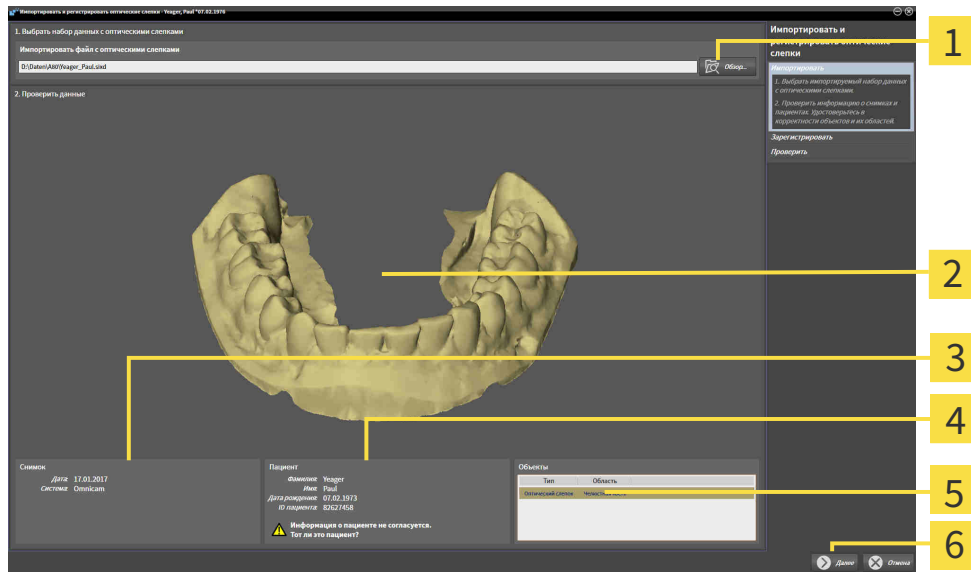 Импортировать и регистрировать оптические слепки - Yeager, Paul *07.02.1976
1. Выбрать набор данных с оптическими слепками
Импортировать файл с оптическими слепками
D:\Daten\A80\Yeager_Paul.sixd
Обзор...
2. Проверить данные
Снимок
Дата 17.01.2017
Система Omnicam
Пациент
Фамилия Yeager
Имя Paul
Дата рождения 07.02.1973
ID пациента 82627458
Информация о пациенте не согласуется.
Тот ли это пациент?
Объекты
Тип Область
Оптический слепок
Импортировать и
регистрировать оптические
слепки
Импортировать
1. Выбрать импортируемый набор данных
с оптическими слепками.
2. Проверить информацию о снимках и
пациентах. Удостоверьтесь в
корректности объектов и их областей.
Зарегистрировать
Проверить
Далее
Отмена
1
2
3
4
5
6